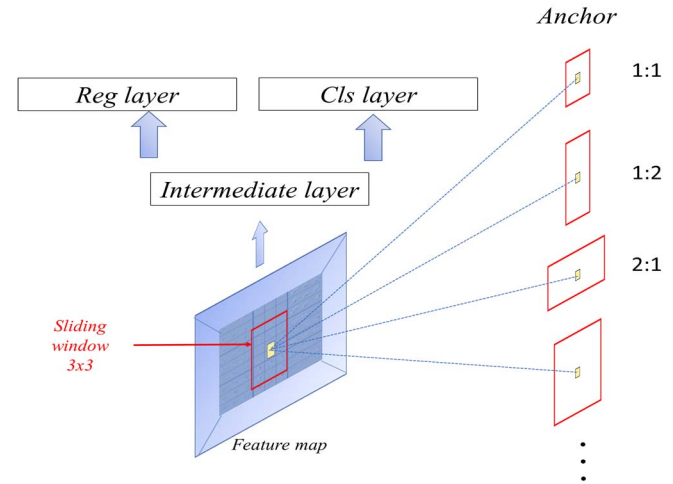 Anchor
1:1
Reg layer
Cls layer
1:2
Intermediate layer
2:1
Sliding
window
3x3
Feature map